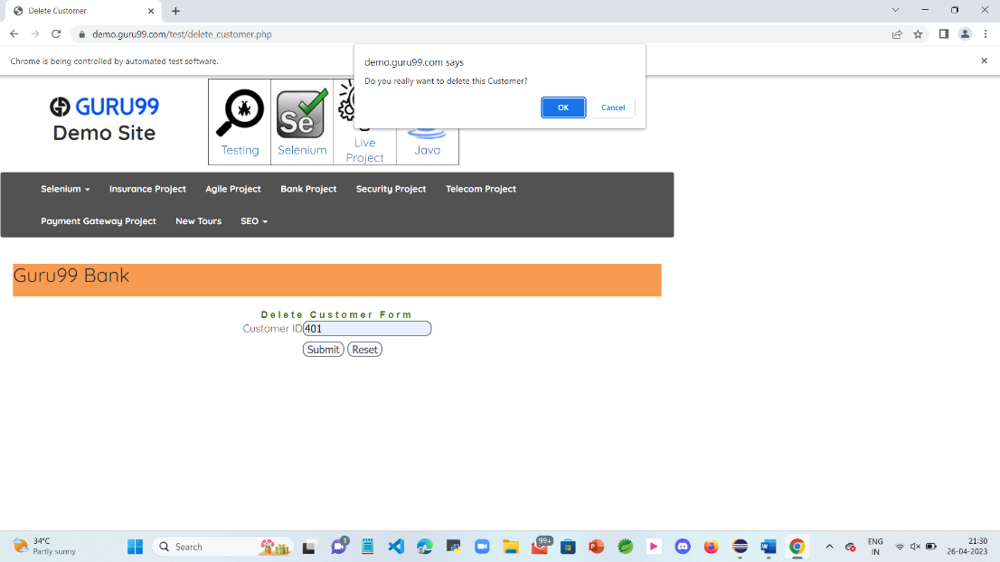 Delete Customer
demo.guru99.com/test/delete_customer.php
Chrome is being controlled by automated test software.
demo.guru99.com says
Do you really want to delete this Customer?
OK Cancel
GURU99
Demo Site
Se
Testing Selenium Live Project Java
Selenium Insurance Project Agile Project Bank Project Security Project Telecom Project
Payment Gateway Project New Tours SEO
Guru99 Bank
Delete Customer Form
Customer ID 401
Submit Reset
34°C
Partly sunny
Search
1
99+
ENG
IN
21:30
26-04-2023